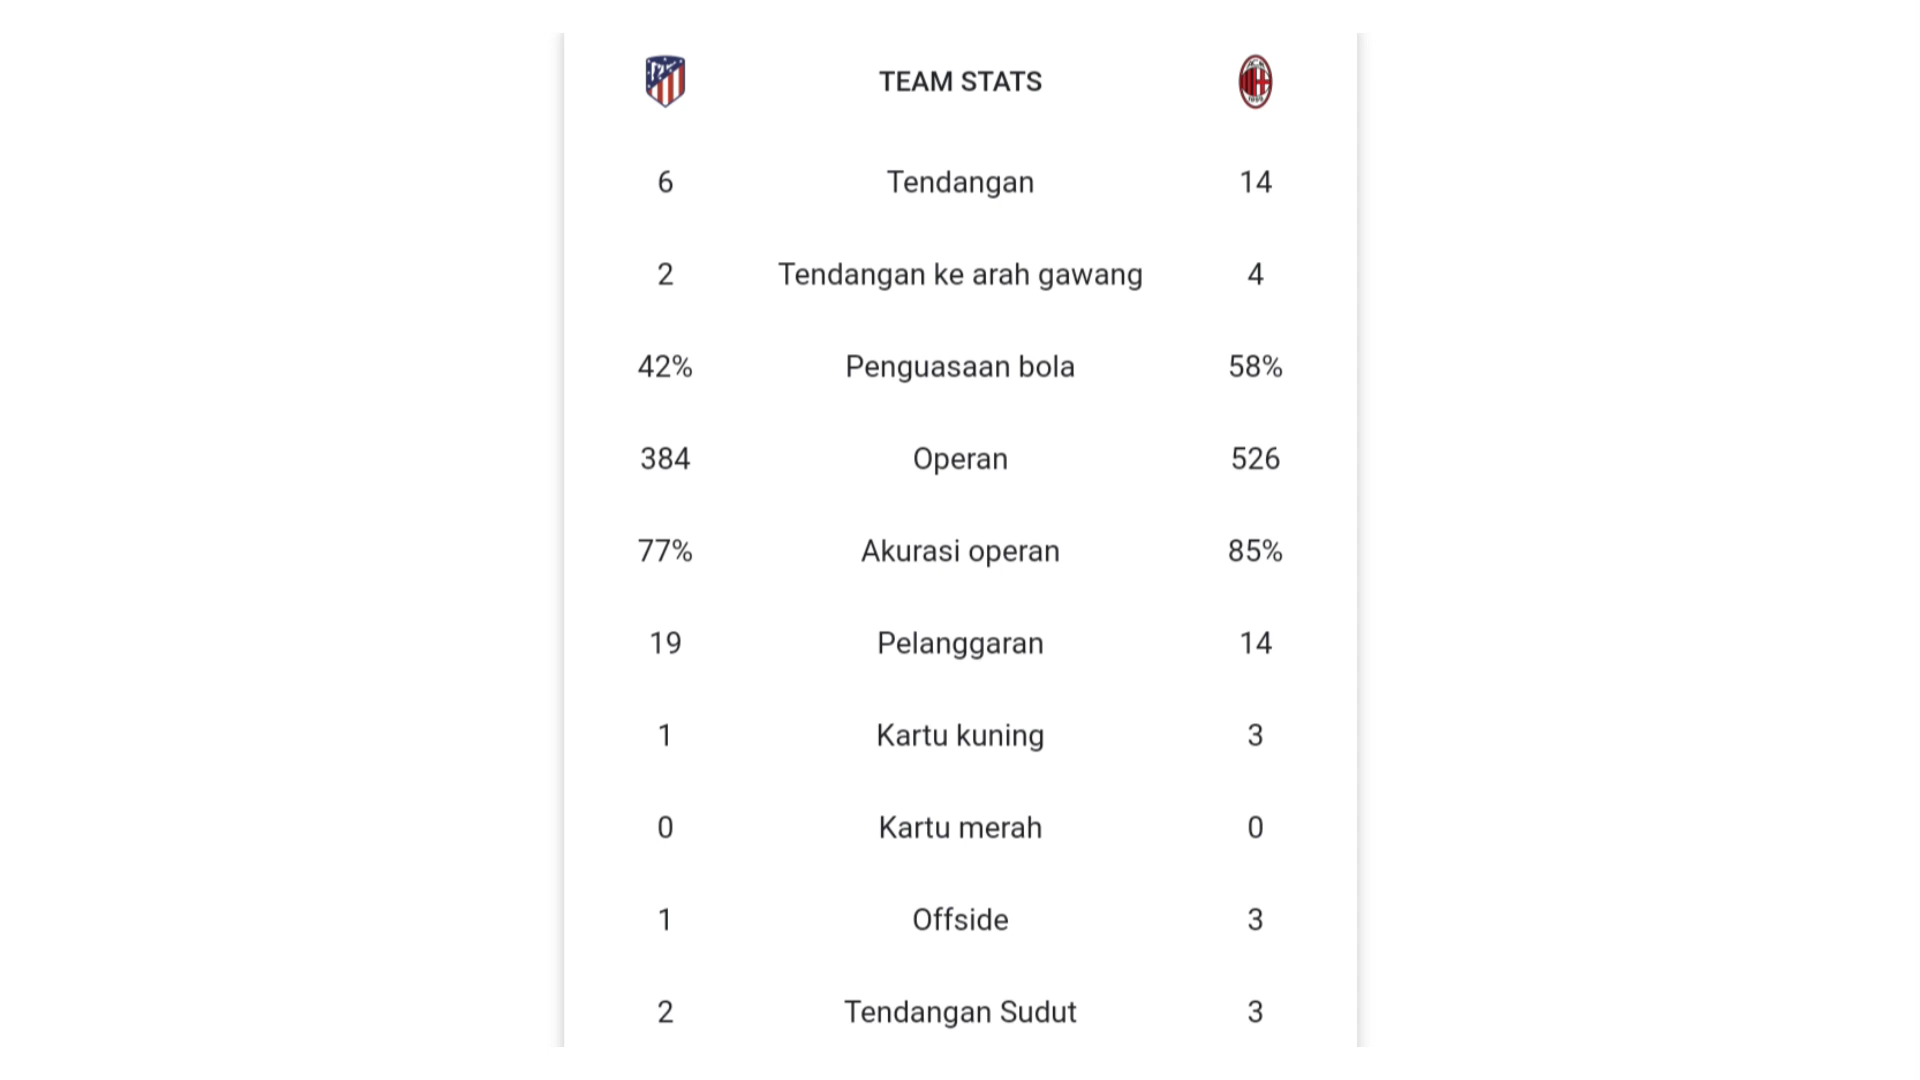 TEAM STATS
6 Tendangan 14
2 Tendangan ke arah gawang 4
42% Penguasaan bola 58%
384 Operan 526
77% Akurasi operan 85%
19 Pelanggaran 14
1 Kartu kuning 3
0 Kartu merah 0
1 Offside 3
2 Tendangan Sudut 3